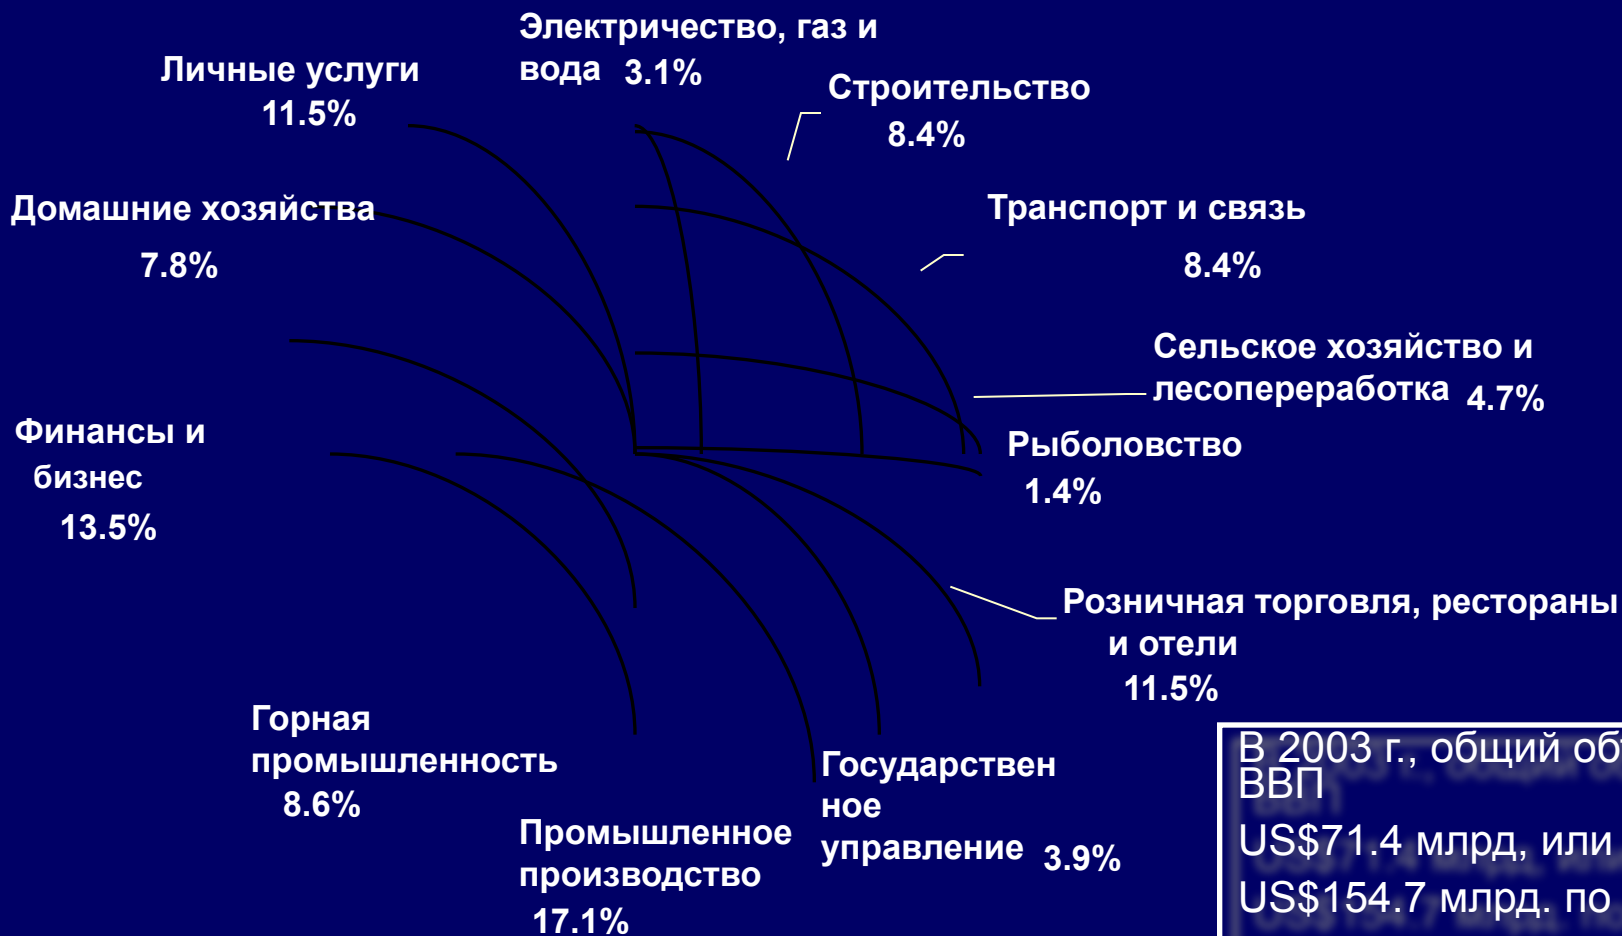 Электричество, газ и
вода 3.1%
Личные услуги
11.5%
Строительство
8.4%
Домашние хозяйства
7.8%
Транспорт и связь
8.4%
Сельское хозяйство и
лесопереработка 4.7%
Финансы и
бизнес
13.5%
Рыболовство
1.4%
Розничная торговля, рестораны
и отели
11.5%
Горная
промышленность
8.6%
Государствен
ное
управление 3.9%
Промышленное
производство
17.1%
В 2003 г., общий
ВВП
US$71.4 млрд, или
US$154.7 млрд. по